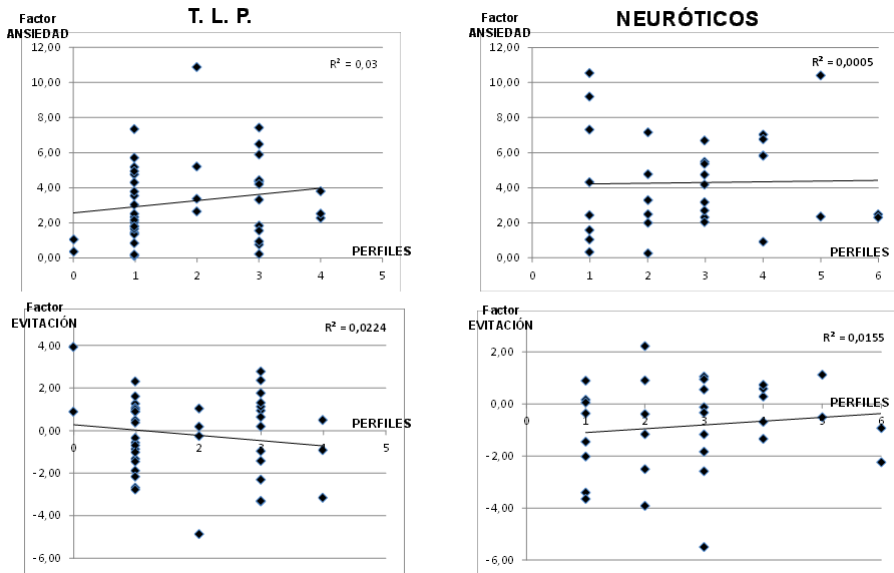 T. L. P.
Factor
ANSIEDAD
12,00
R² = 0,03
10,00
8,00
6,00
4,00
2,00
0,00
PERFILES
0 1 2 3 4 5
NEURÓTICOS
Factor
ANSIEDAD
12,00
R² = 0,0005
10,00
8,00
6,00
4,00
2,00
0,00
PERFILES
0 1 2 3 4 5 6
Factor
EVITACIÓN
R² = 0,0224
4,00
2,00
PERFILES
0,00
0 1 2 3 4 5
-2,00
-4,00
-6,00
Factor
EVITACIÓN
R² = 0,0155
2,00
PERFILES
0,00
0 1 2 3 4 5 6
-2,00
-4,00
-6,00